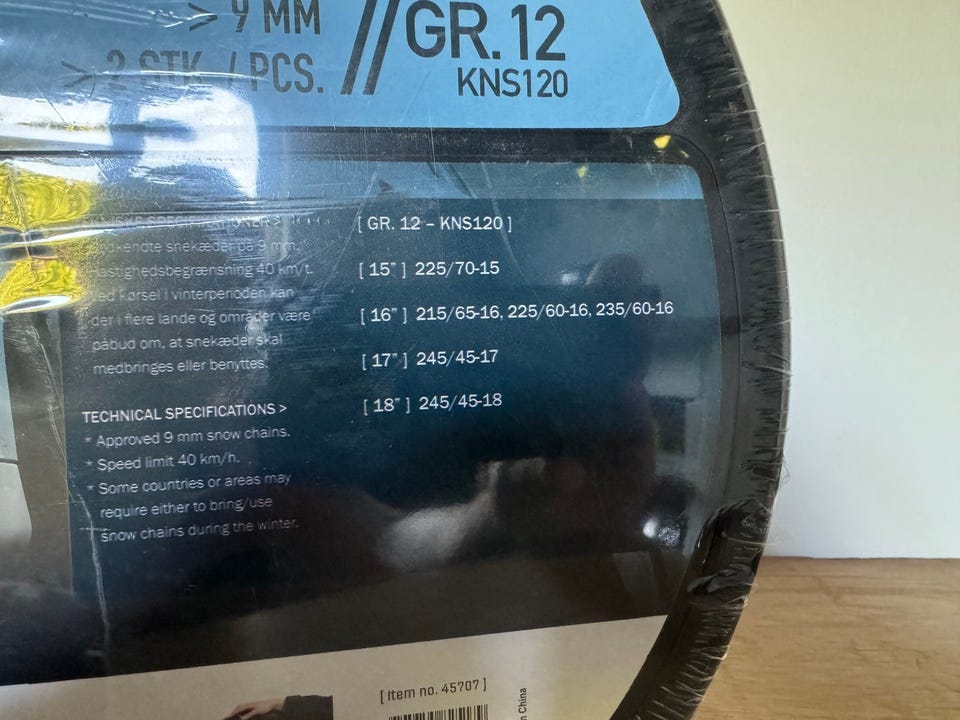 > 9 MM
> 2 STK. / PCS.
// GR. 12
KNS120
godkendte snekæder på 9 mm.
Hastighedsbegrænsning 40 km/t.
Ved kørsel i vinterperioden kan
der i flere lande og områder være
påbud om, at snekæder skal
medbringes eller benyttes.
TECHNICAL SPECIFICATIONS >
* Approved 9 mm snow chains.
* Speed limit 40 km/h.
* Some countries or areas may
require either to bring/use
snow chains during the winter.
[ GR. 12 – KNS120 ]
[ 15” ] 225/70-15
[ 16” ] 215/65-16, 225/60-16, 235/60-16
[ 17” ] 245/45-17
[ 18” ] 245/45-18
[ Item no. 45707 ]
China